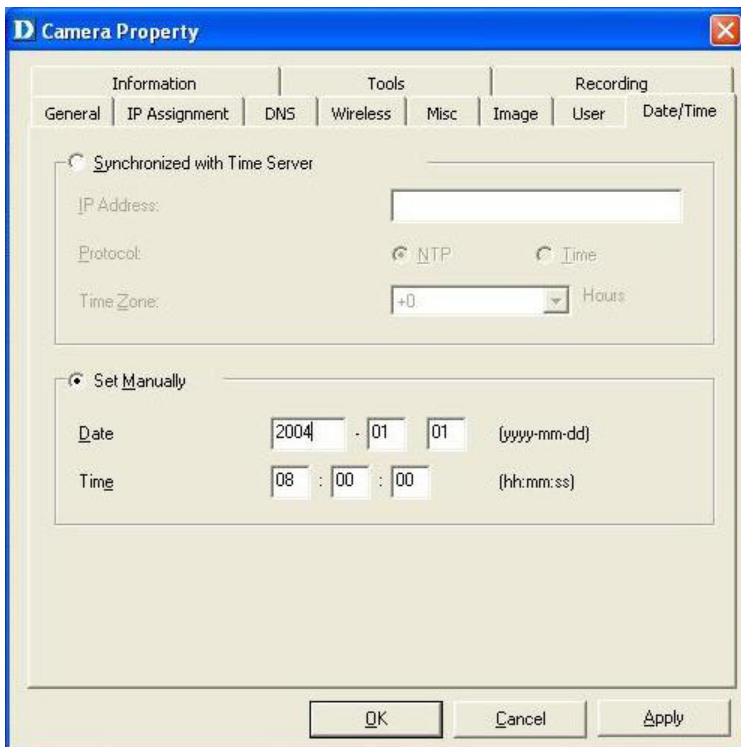 D Camera Property
Information Tools Recording
General IP Assignment DNS Wireless Misc Image User Date/Time
Synchronized with Time Server
IP Address:
Protocol: NTP Time
Time Zone: +0 Hours
Set Manually
Date 2004 - 01 01 (yyyy-mm-dd)
Time 08 : 00 : 00 (hh:mm:ss)
OK Cancel Apply